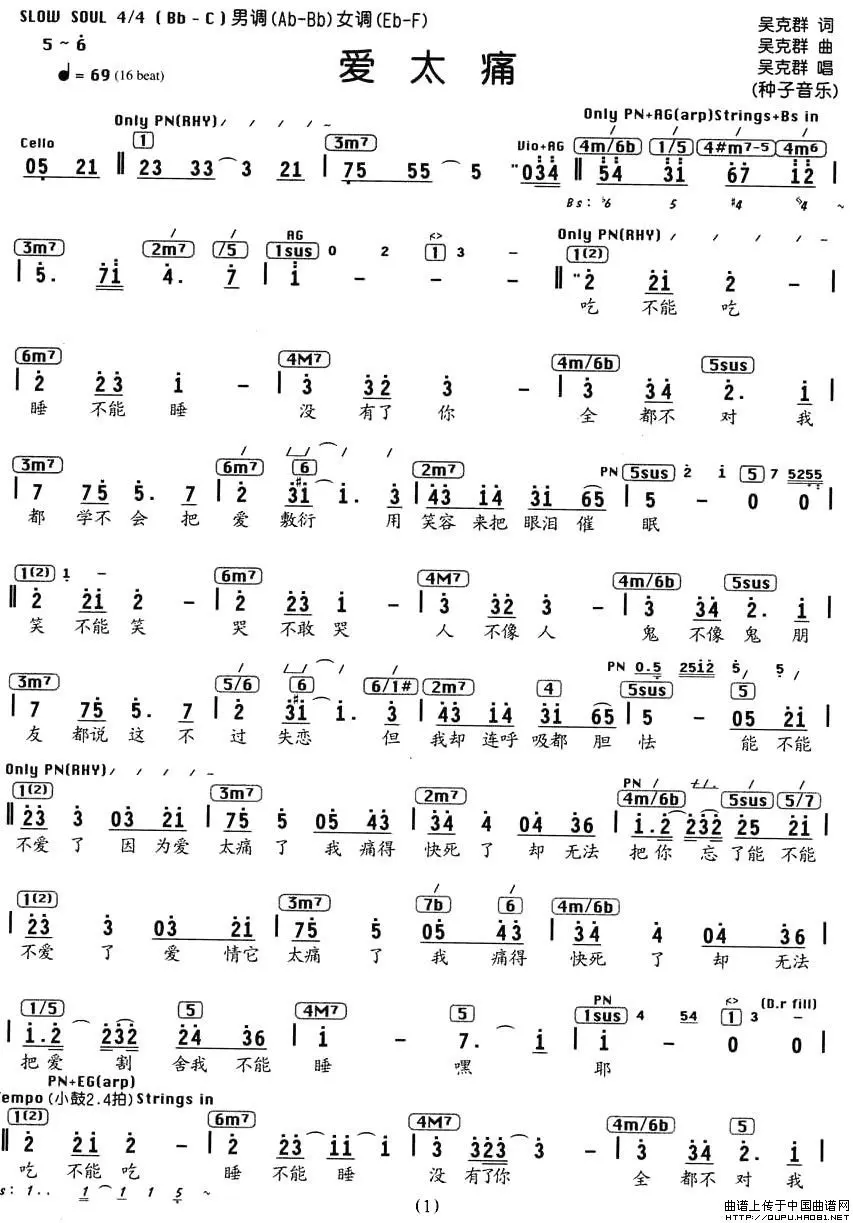 SLOW SOUL 4/4 (Bb-C)男调(Ab-Bb)女调(Eb-F)
5 ~ 6
♩= 69 (16 beat)
爱 太 痛
吴克群 词
吴克群 曲
吴克群 唱
(种子音乐)
Only PN(RHY)
Only PN+AG(arp)Strings+Bs in
Cello 1 3m7 Vio+AG 4m/6b 1/5 4#m7-5 4m6
05 21 ‖ 23 33 3 21 | 75 55 5 034 ‖ 54 31 67 12 |
Bs: b6 5 #4 4 ~
3m7 2m7 /5 AG 1sus 0 2 1 3 - Only PN(RHY) 1(2)
| 5. 71 4. 7 | 1 - - - ‖ 2 21 2 - |
吃 不能 吃
6m7 4M7 4m/6b 5sus
| 2 23 1 - | 3 32 3 - | 3 34 2. 1 |
睡 不能 睡 没 有了 你 全 都不 对 我
3m7 6m7 6 2m7 PN 5sus 2 1 5 7 5255
| 7 75 5. 7 | 2 31 1. 3 | 43 14 31 65 | 5 - 0 0 |
都 学不 会 把 爱 敷衍 用 笑容 来把 眼泪 催 眠
1(2) 1 - 6m7 4M7 4m/6b 5sus
‖ 2 21 2 - | 2 23 1 - | 3 32 3 - | 3 34 2. 1 |
笑 不能 笑 哭 不敢 哭 人 不像 人 鬼 不像 鬼 朋
PN 0.5 2512 5 5
3m7 5/6 6 6/1# 2m7 4 5sus 5
| 7 75 5. 7 | 2 31 1. 3 | 43 14 31 65 | 5 - 05 21 |
友 都说 这 不 过 失恋 但 我却 连呼 吸都 胆 怯 能 不能
Only PN(RHY)
1(2) 3m7 2m7 PN 4m/6b 5sus 5/7
‖ 23 3 03 21 | 75 5 05 43 | 34 4 04 36 | 1.2 232 25 21 |
不爱 了 因 为爱 太痛 了 我 痛得 快死 了 却 无法 把你 忘 了能 不能
1(2) 3m7 7b 6 4m/6b
| 23 3 03 21 | 75 5 05 43 | 34 4 04 36 |
不爱 了 爱 情它 太痛 了 我 痛得 快死 了 却 无法
1/5 5 4M7 5 PN 1sus 4 54 1 3 - (D.r fill)
| 1.2 232 24 36 | 1 - 7. 1 | 1 - 0 0 |
把爱 割 舍我 不能 睡 嘿 耶
PN+EG(arp)
Tempo (小鼓2.4拍)Strings in
1(2) 6m7 4M7 4m/6b 5
‖ 2 21 2 - | 2 23 11 1 | 3 323 3 - | 3 34 2. 1 |
吃 不能 吃 睡 不能 睡 没 有了你 全 都不 对 我
s: 1.. 1 1 1 5 ~
(1)
曲谱上传于中国曲谱网
HTTP://QUPU.HAOBI.NET